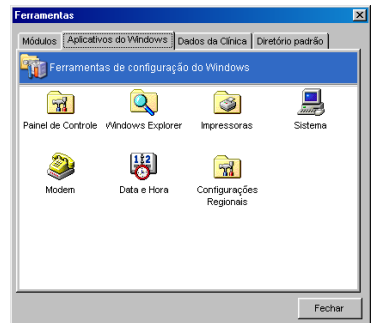 Ferramentas
Módulos Aplicativos do Windows Dados da Clínica Diretório padrão
Ferramentas de configuração do Windows
Painel de Controle Windows Explorer Impressoras Sistema
Modem Data e Hora Configurações
Regionais
Fechar